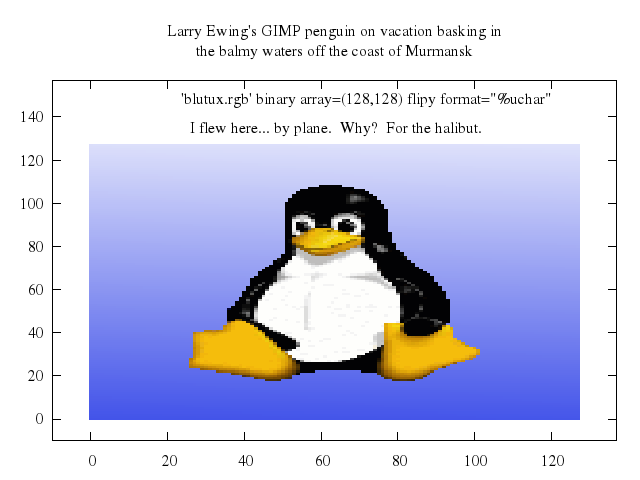 Larry Ewing's GIMP penguin on vacation basking in
the balmy waters off the coast of Murmansk
'blutux.rgb' binary array=(128,128) flipy format="%uchar"
I flew here... by plane.  Why?  For the halibut.
140
120
100
80
60
40
20
0
0 20 40 60 80 100 120